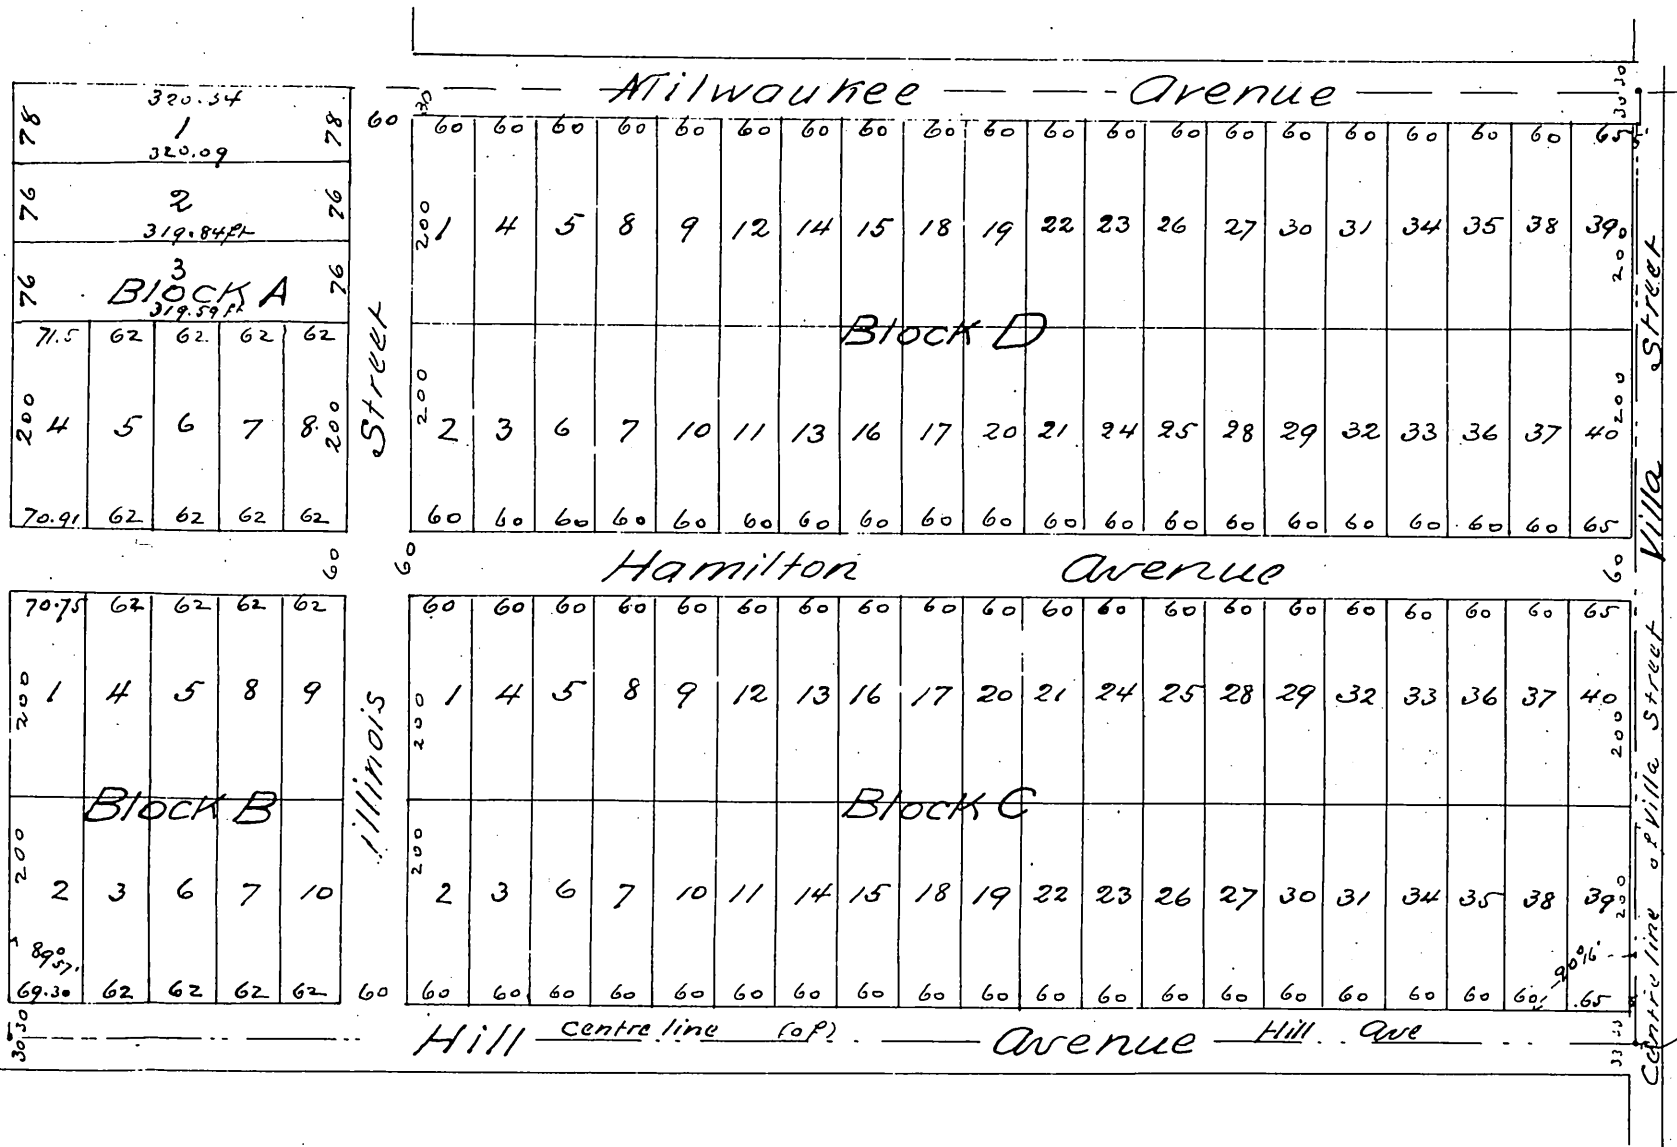 Milwaukee Avenue
30 30
320.34
78 1 78
320.09
76 2 76
319.84 ft
76 3 76
Block A
319.59 ft
71.5 62 62. 62 62
200 4 5 6 7 8. 200
70.91 62 62 62 62
60
30
60 60 60 60 60 60 60 60 60 60 60 60 60 60 60 60 60 60 60 65
200 1 4 5 8 9 12 14 15 18 19 22 23 26 27 30 31 34 35 38 39 200
Block D
200 2 3 6 7 10 11 13 16 17 20 21 24 25 28 29 32 33 36 37 40 200
60 60 60 60 60 60 60 60 60 60 60 60 60 60 60 60 60 60 60 65
60 60 Hamilton Avenue 60
70.75 62 62 62 62
200 1 4 5 8 9
Block B
200 2 3 6 7 10
89° 57'
69.30 62 62 62 62
60
illinois Street
60 60 60 60 60 60 60 60 60 60 60 60 60 60 60 60 60 60 60 65
200 1 4 5 8 9 12 13 16 17 20 21 24 25 28 29 32 33 36 37 40 200
Block C
200 2 3 6 7 10 11 14 15 18 19 22 23 26 27 30 31 34 35 38 39 200
90° 16'
60 60 60 60 60 60 60 60 60 60 60 60 60 60 60 60 60 60 60 .65
30 30 Hill Avenue 33
Centre line (of) Hill Ave
Villa Street
Centre line of Villa Street